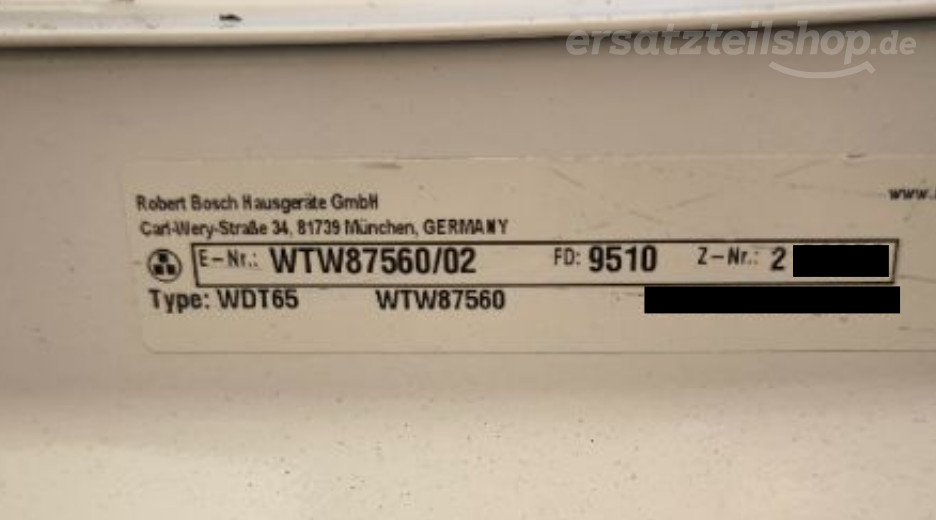 ersatzteilshop.de
Robert Bosch Hausgeräte GmbH
www.
Carl-Wery-Straße 34, 81739 München, GERMANY
E-Nr.: WTW87560/02 FD: 9510 Z-Nr.: 2
Type: WDT65 WTW87560